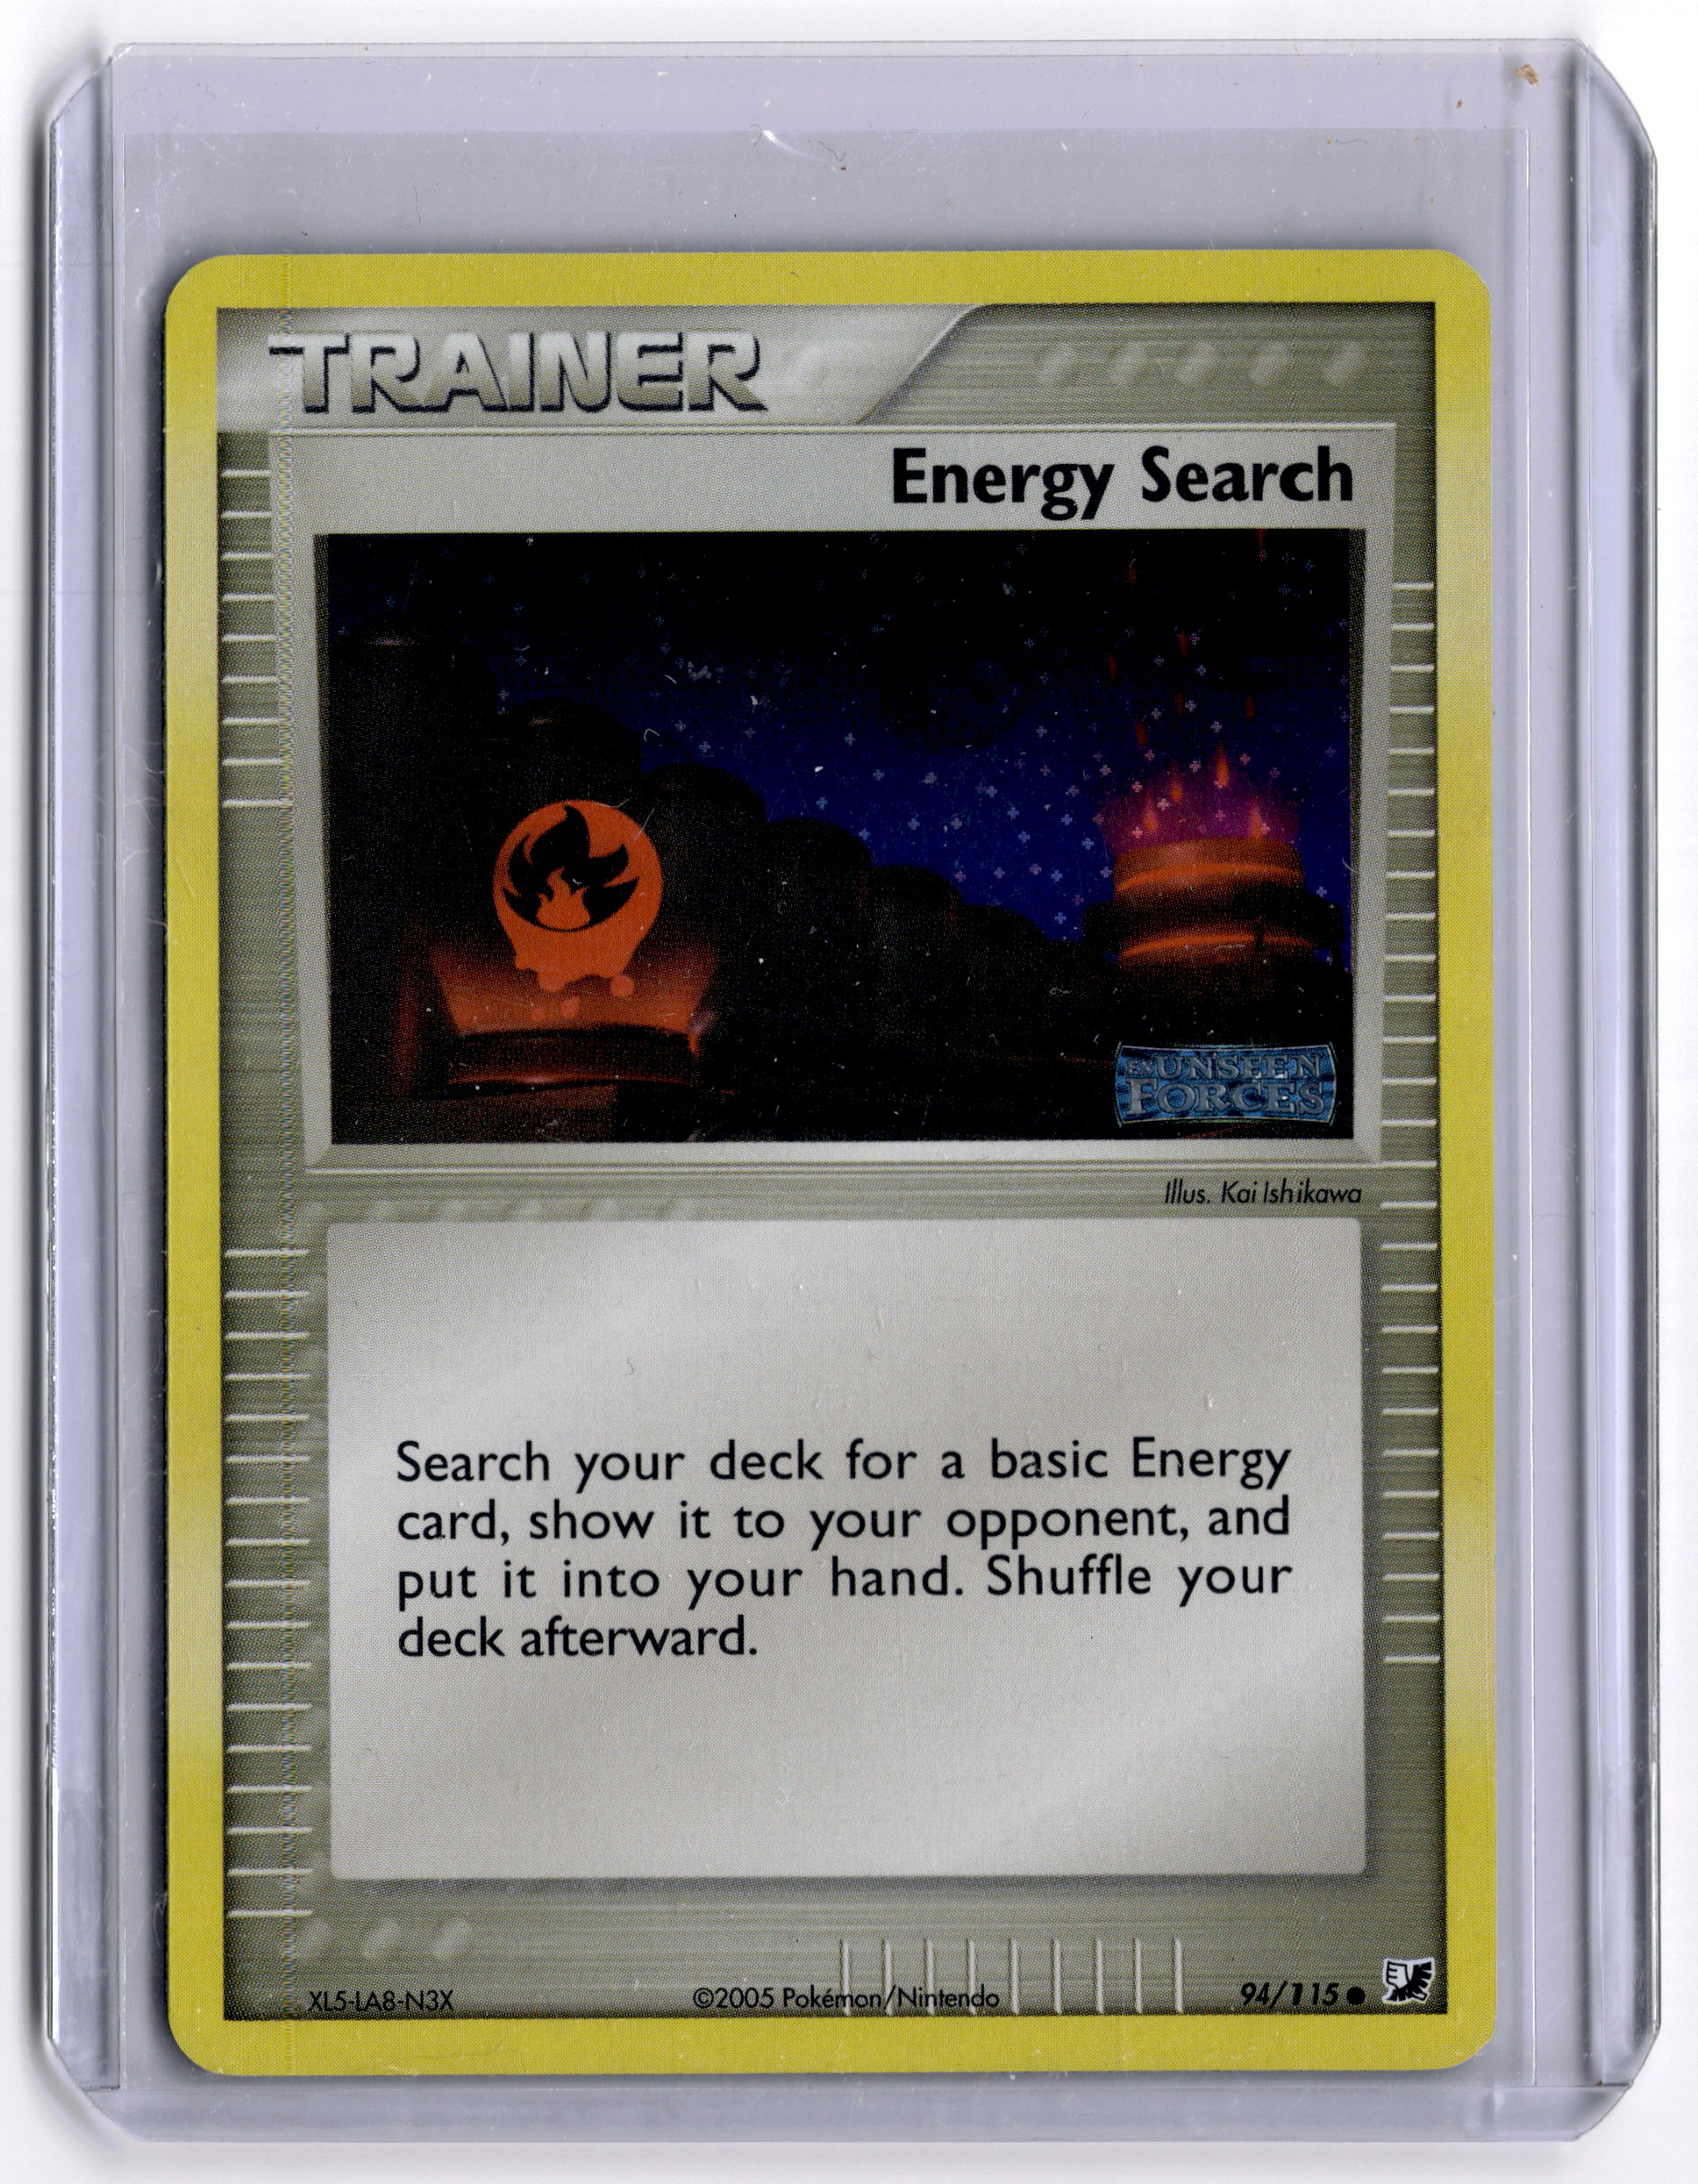 TRAINER
Energy Search
EX UNSEEN
FORCES
Illus. Kai Ishikawa
Search your deck for a basic Energy
card, show it to your opponent, and
put it into your hand. Shuffle your
deck afterward.
XL5-LA8-N3X ©2005 Pokémon/Nintendo 94/115